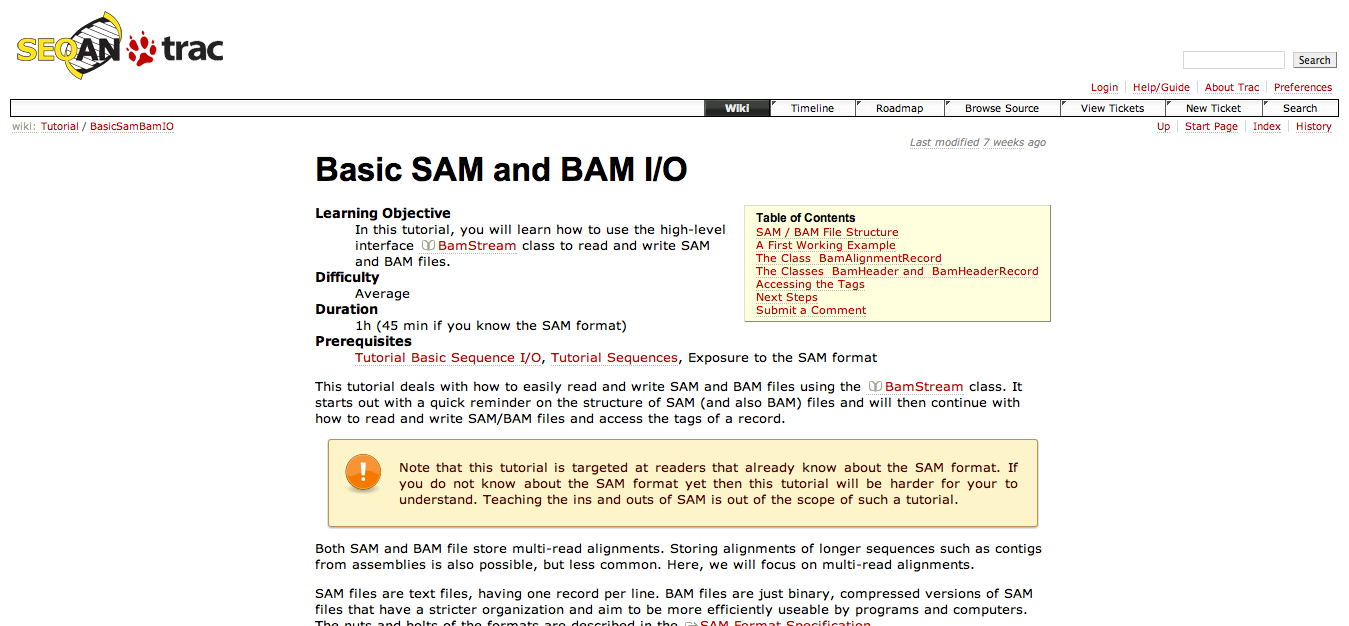 SEQAN trac
Search
Login Help/Guide About Trac Preferences
Wiki Timeline Roadmap Browse Source View Tickets New Ticket Search
wiki: Tutorial / BasicSamBamIO
Up Start Page Index History
Last modified 7 weeks ago
Basic SAM and BAM I/O
Learning Objective
In this tutorial, you will learn how to use the high-level
interface BamStream class to read and write SAM
and BAM files.
Difficulty
Average
Duration
1h (45 min if you know the SAM format)
Prerequisites
Tutorial Basic Sequence I/O, Tutorial Sequences, Exposure to the SAM format
Table of Contents
SAM / BAM File Structure
A First Working Example
The Class BamAlignmentRecord
The Classes BamHeader and BamHeaderRecord
Accessing the Tags
Next Steps
Submit a Comment
This tutorial deals with how to easily read and write SAM and BAM files using the BamStream class. It
starts out with a quick reminder on the structure of SAM (and also BAM) files and will then continue with
how to read and write SAM/BAM files and access the tags of a record.
Note that this tutorial is targeted at readers that already know about the SAM format. If
you do not know about the SAM format yet then this tutorial will be harder for your to
understand. Teaching the ins and outs of SAM is out of the scope of such a tutorial.
Both SAM and BAM file store multi-read alignments. Storing alignments of longer sequences such as contigs
from assemblies is also possible, but less common. Here, we will focus on multi-read alignments.
SAM files are text files, having one record per line. BAM files are just binary, compressed versions of SAM
files that have a stricter organization and aim to be more efficiently useable by programs and computers.
The nuts and bolts of the formats are described in the SAM Format Specification.